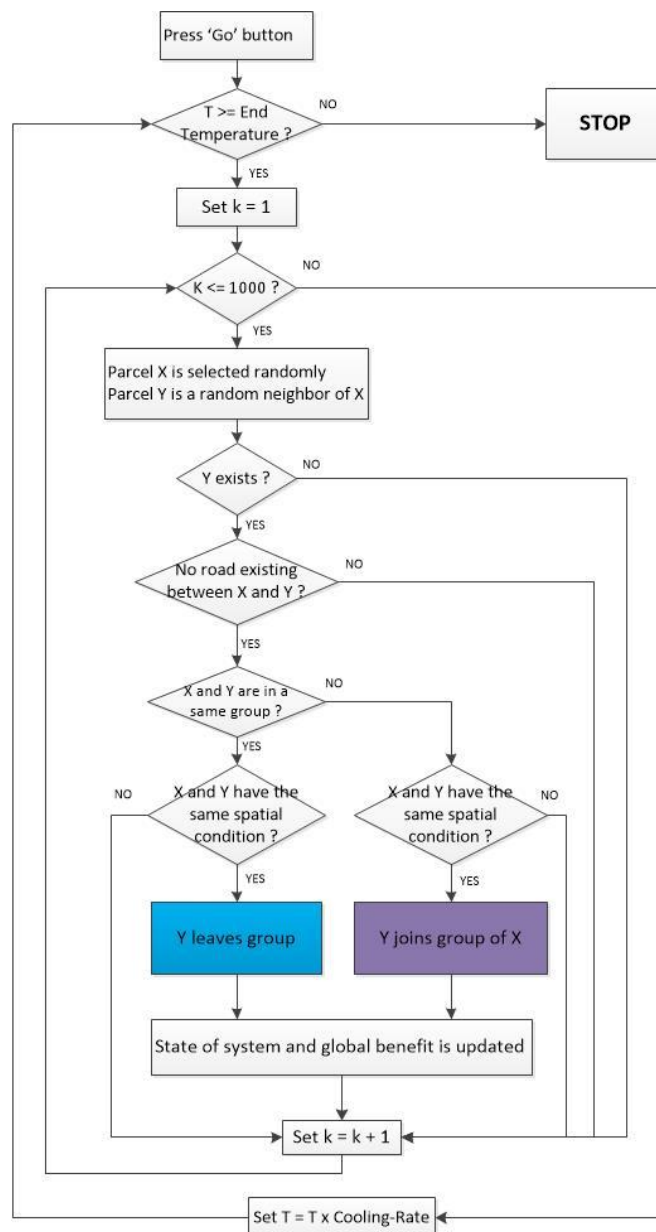 Press ‘Go’ button
T >= End
Temperature ?
NO
STOP
YES
Set k = 1
K <= 1000 ?
NO
YES
Parcel X is selected randomly
Parcel Y is a random neighbor of X
Y exists ?
NO
YES
No road existing
between X and Y ?
NO
YES
X and Y are in a
same group ?
NO
YES
NO
X and Y have the
same spatial
condition ?
YES
X and Y have the
same spatial
condition ?
NO
YES
Y leaves group
Y joins group of X
State of system and global benefit is updated
Set k = k + 1
Set T = T x Cooling-Rate